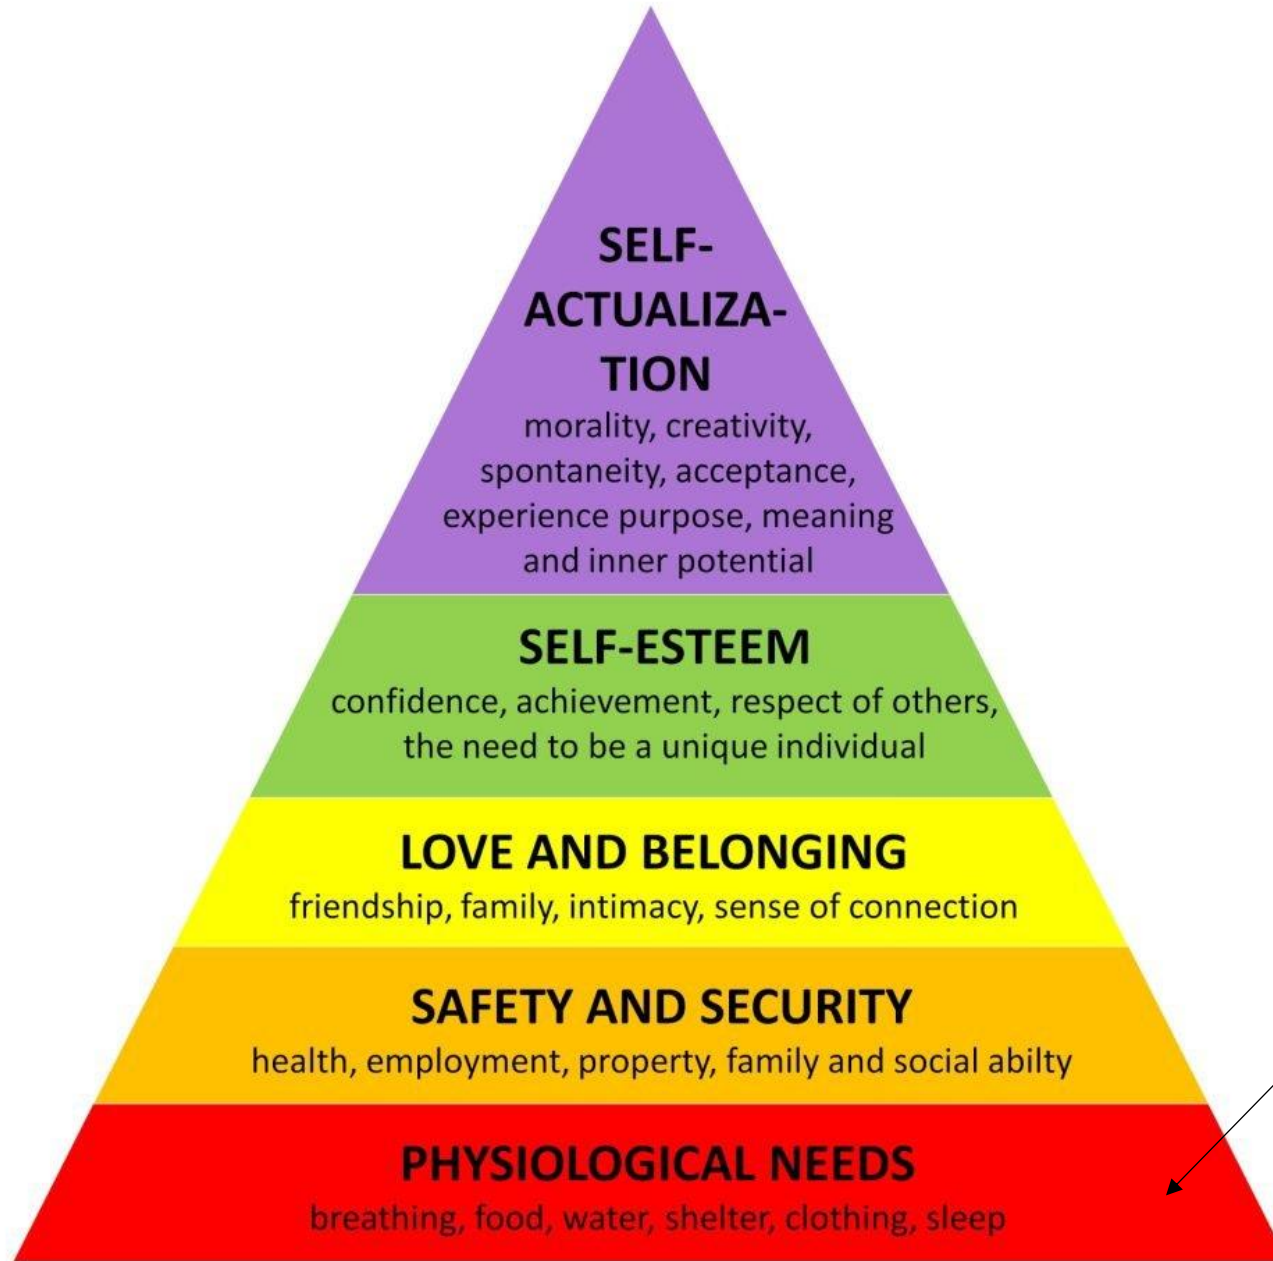 SELF-
ACTUALIZA-
TION
morality, creativity,
spontaneity, acceptance,
experience purpose, meaning
and inner potential
SELF-ESTEEM
confidence, achievement, respect of others,
the need to be a unique individual
LOVE AND BELONGING
friendship, family, intimacy, sense of connection
SAFETY AND SECURITY
health, employment, property, family and social abilty
PHYSIOLOGICAL NEEDS
breathing, food, water, shelter, clothing, sleep